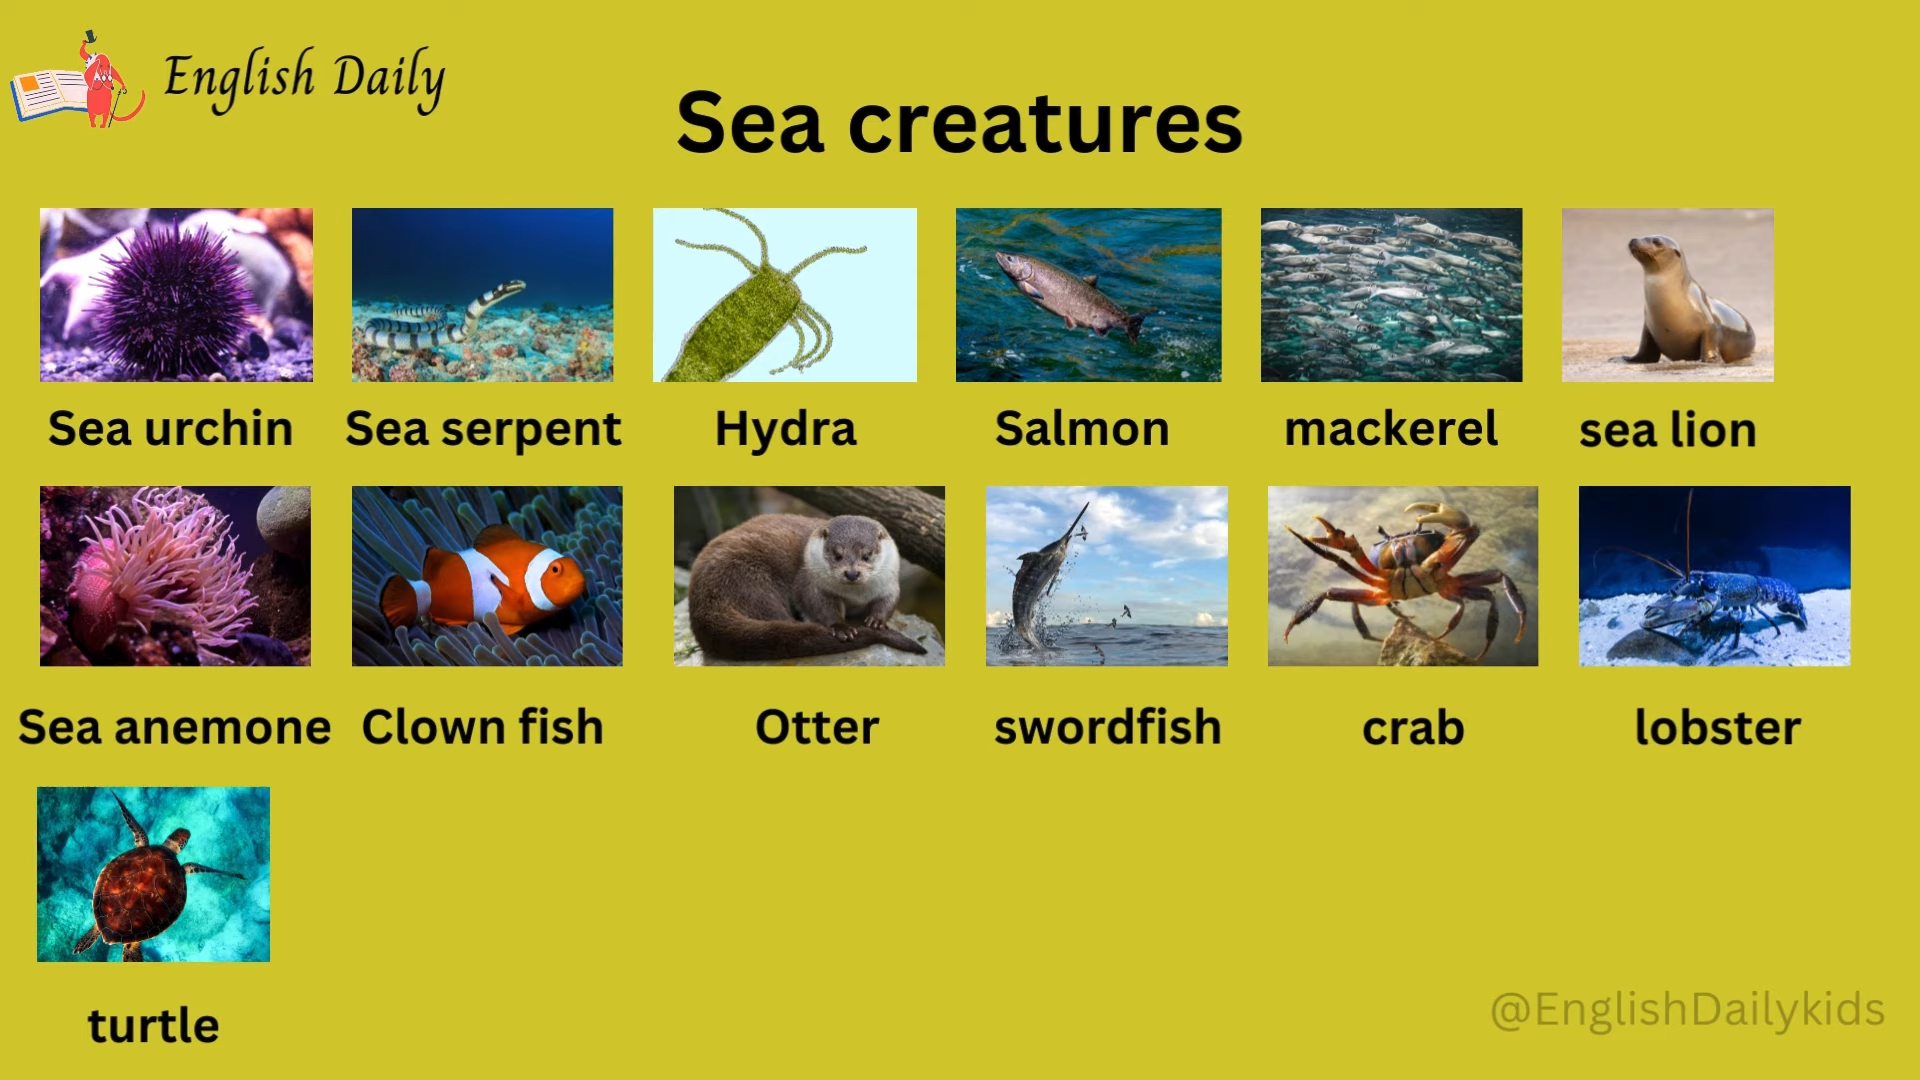 English Daily
Sea creatures
Sea urchin
Sea serpent
Hydra
Salmon
mackerel
sea lion
Sea anemone
Clown fish
Otter
swordfish
crab
lobster
turtle
@EnglishDailykids